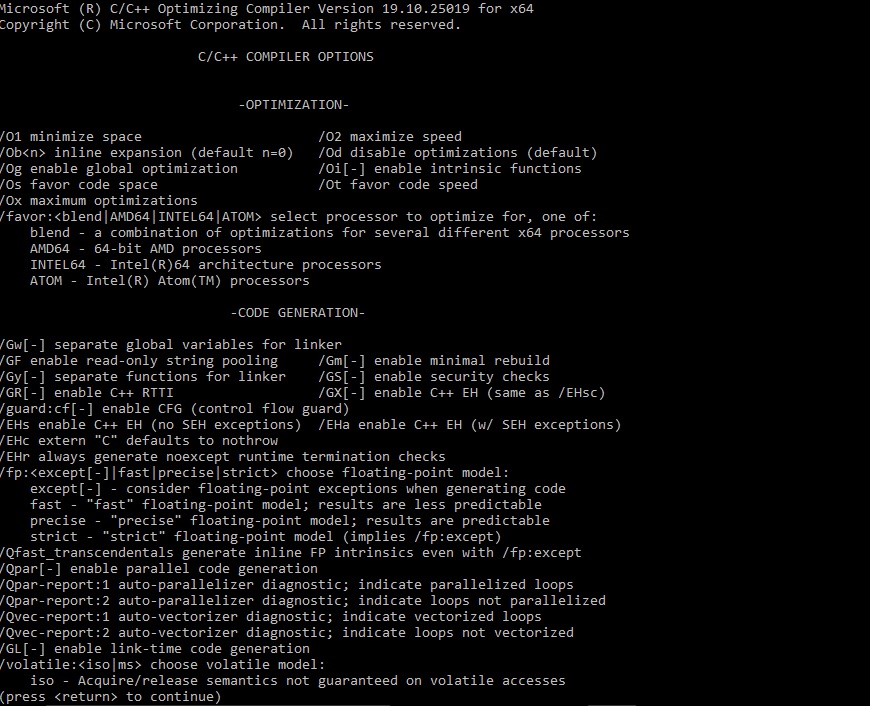 Microsoft (R) C/C++ Optimizing Compiler Version 19.10.25019 for x64
Copyright (C) Microsoft Corporation.  All rights reserved.
C/C++ COMPILER OPTIONS
-OPTIMIZATION-
/O1 minimize space                      /O2 maximize speed
/Ob<n> inline expansion (default n=0)   /Od disable optimizations (default)
/Og enable global optimization          /Oi[-] enable intrinsic functions
/Os favor code space                    /Ot favor code speed
/Ox maximum optimizations
/favor:<blend|AMD64|INTEL64|ATOM> select processor to optimize for, one of:
    blend - a combination of optimizations for several different x64 processors
    AMD64 - 64-bit AMD processors
    INTEL64 - Intel(R)64 architecture processors
    ATOM - Intel(R) Atom(TM) processors
-CODE GENERATION-
/Gw[-] separate global variables for linker
/GF enable read-only string pooling     /Gm[-] enable minimal rebuild
/Gy[-] separate functions for linker    /GS[-] enable security checks
/GR[-] enable C++ RTTI                  /GX[-] enable C++ EH (same as /EHsc)
/guard:cf[-] enable CFG (control flow guard)
/EHs enable C++ EH (no SEH exceptions)  /EHa enable C++ EH (w/ SEH exceptions)
/EHc extern "C" defaults to nothrow
/EHr always generate noexcept runtime termination checks
/fp:<except[-]|fast|precise|strict> choose floating-point model:
    except[-] - consider floating-point exceptions when generating code
    fast - "fast" floating-point model; results are less predictable
    precise - "precise" floating-point model; results are predictable
    strict - "strict" floating-point model (implies /fp:except)
/Qfast_transcendentals generate inline FP intrinsics even with /fp:except
/Qpar[-] enable parallel code generation
/Qpar-report:1 auto-parallelizer diagnostic; indicate parallelized loops
/Qpar-report:2 auto-parallelizer diagnostic; indicate loops not parallelized
/Qvec-report:1 auto-vectorizer diagnostic; indicate vectorized loops
/Qvec-report:2 auto-vectorizer diagnostic; indicate loops not vectorized
/GL[-] enable link-time code generation
/volatile:<iso|ms> choose volatile model:
    iso - Acquire/release semantics not guaranteed on volatile accesses
(press <return> to continue)